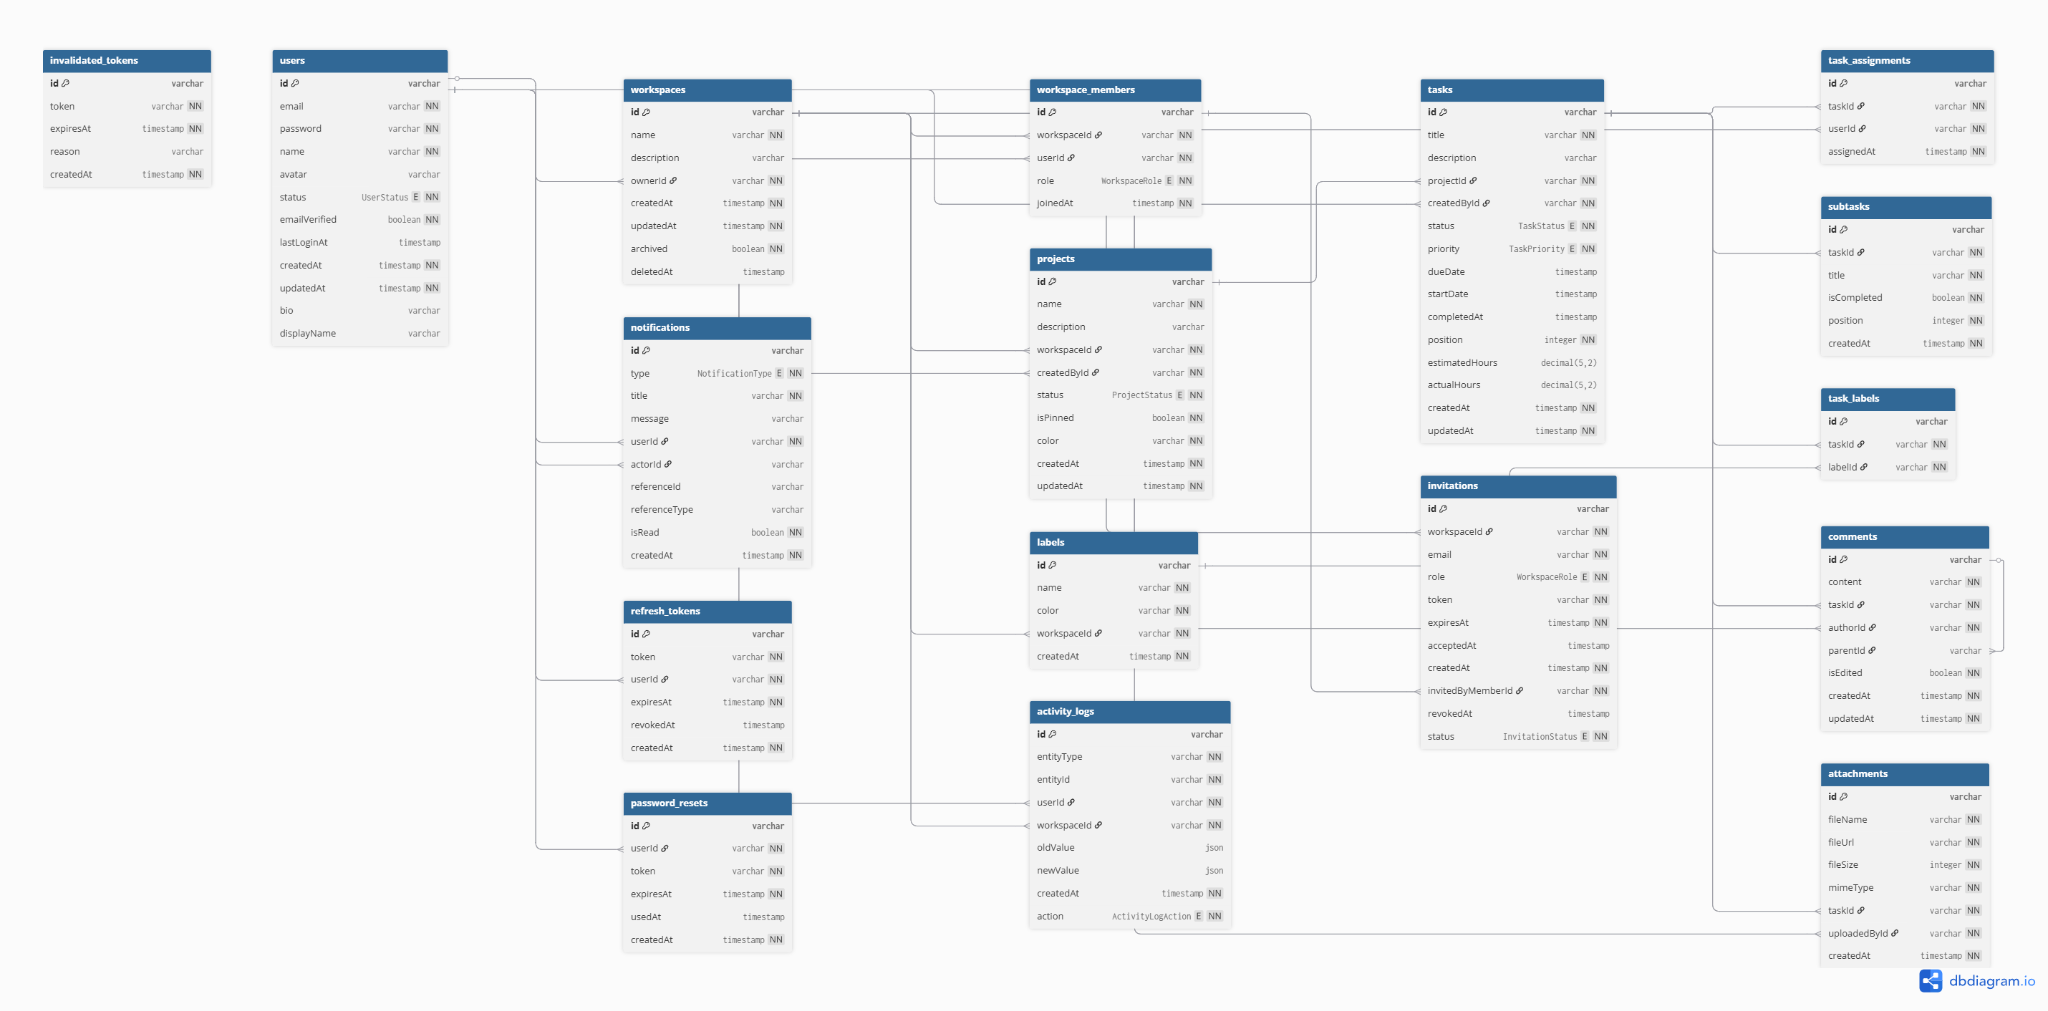 invalidated_tokens
id varchar
token varchar NN
expiresAt timestamp NN
reason varchar
createdAt timestamp NN
users
id varchar
email varchar NN
password varchar NN
name varchar NN
avatar varchar
status UserStatus E NN
emailVerified boolean NN
lastLoginAt timestamp
createdAt timestamp NN
updatedAt timestamp NN
bio varchar
displayName varchar
workspaces
id varchar
name varchar NN
description varchar
ownerId varchar NN
createdAt timestamp NN
updatedAt timestamp NN
archived boolean NN
deletedAt timestamp
notifications
id varchar
type NotificationType E NN
title varchar NN
message varchar
userId varchar NN
actorId varchar
referenceId varchar
referenceType varchar
isRead boolean NN
createdAt timestamp NN
refresh_tokens
id varchar
token varchar NN
userId varchar NN
expiresAt timestamp NN
revokedAt timestamp
createdAt timestamp NN
password_resets
id varchar
userId varchar NN
token varchar NN
expiresAt timestamp NN
usedAt timestamp
createdAt timestamp NN
workspace_members
id varchar
workspaceId varchar NN
userId varchar NN
role WorkspaceRole E NN
joinedAt timestamp NN
projects
id varchar
name varchar NN
description varchar
workspaceId varchar NN
createdById varchar NN
status ProjectStatus E NN
isPinned boolean NN
color varchar NN
createdAt timestamp NN
updatedAt timestamp NN
labels
id varchar
name varchar NN
color varchar NN
workspaceId varchar NN
createdAt timestamp NN
activity_logs
id varchar
entityType varchar NN
entityId varchar NN
userId varchar NN
workspaceId varchar NN
oldValue json
newValue json
createdAt timestamp NN
action ActivityLogAction E NN
tasks
id varchar
title varchar NN
description varchar
projectId varchar NN
createdById varchar NN
status TaskStatus E NN
priority TaskPriority E NN
dueDate timestamp
startDate timestamp
completedAt timestamp
position integer NN
estimatedHours decimal(5,2)
actualHours decimal(5,2)
createdAt timestamp NN
updatedAt timestamp NN
invitations
id varchar
workspaceId varchar NN
email varchar NN
role WorkspaceRole E NN
token varchar NN
expiresAt timestamp NN
acceptedAt timestamp
createdAt timestamp NN
invitedByMemberId varchar NN
revokedAt timestamp
status InvitationStatus E NN
task_assignments
id varchar
taskId varchar NN
userId varchar NN
assignedAt timestamp NN
subtasks
id varchar
taskId varchar NN
title varchar NN
isCompleted boolean NN
position integer NN
createdAt timestamp NN
task_labels
id varchar
taskId varchar NN
labelId varchar NN
comments
id varchar
content varchar NN
taskId varchar NN
authorId varchar NN
parentId varchar
isEdited boolean NN
createdAt timestamp NN
updatedAt timestamp NN
attachments
id varchar
fileName varchar NN
fileUrl varchar NN
fileSize integer NN
mimeType varchar NN
taskId varchar NN
uploadedById varchar NN
createdAt timestamp NN
dbdiagram.io